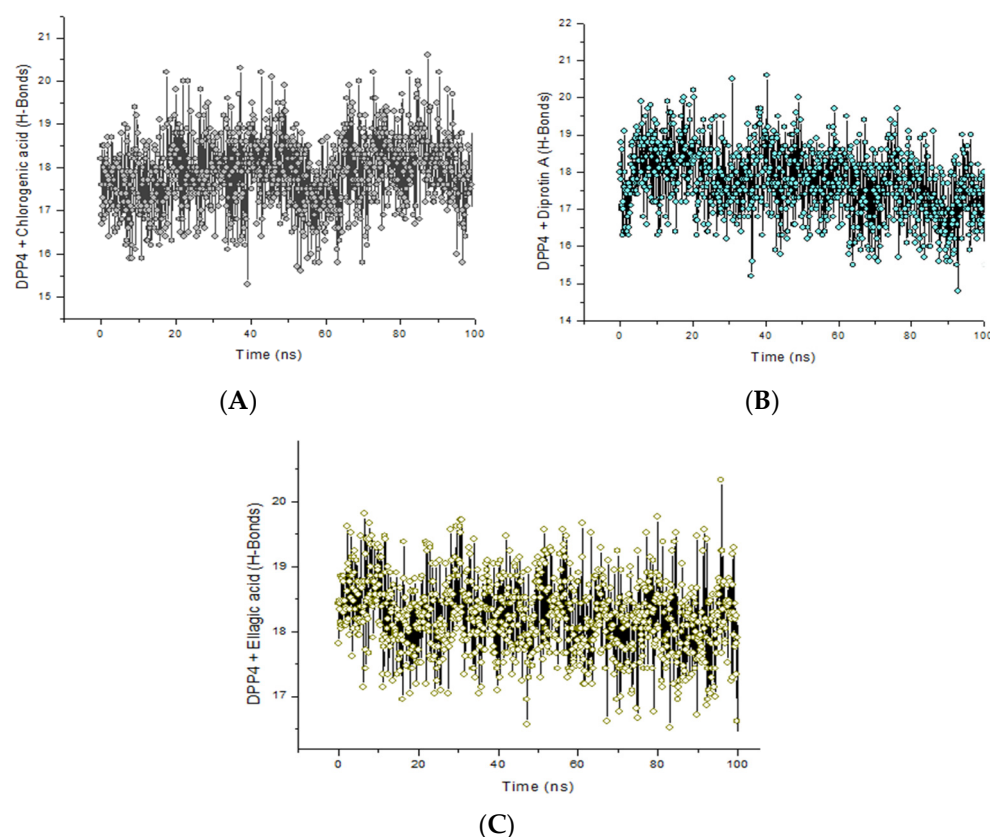 DPP4 + Chlorogenic acid (H-Bonds)
21
20
19
18
17
16
15
0 20 40 60 80 100
Time (ns)
(A)
DPP4 + Diprotin A (H-Bonds)
22
21
20
19
18
17
16
15
14
0 20 40 60 80 100
Time (ns)
(B)
DPP4 + Ellagic acid (H-Bonds)
20
19
18
17
0 20 40 60 80 100
Time (ns)
(C)